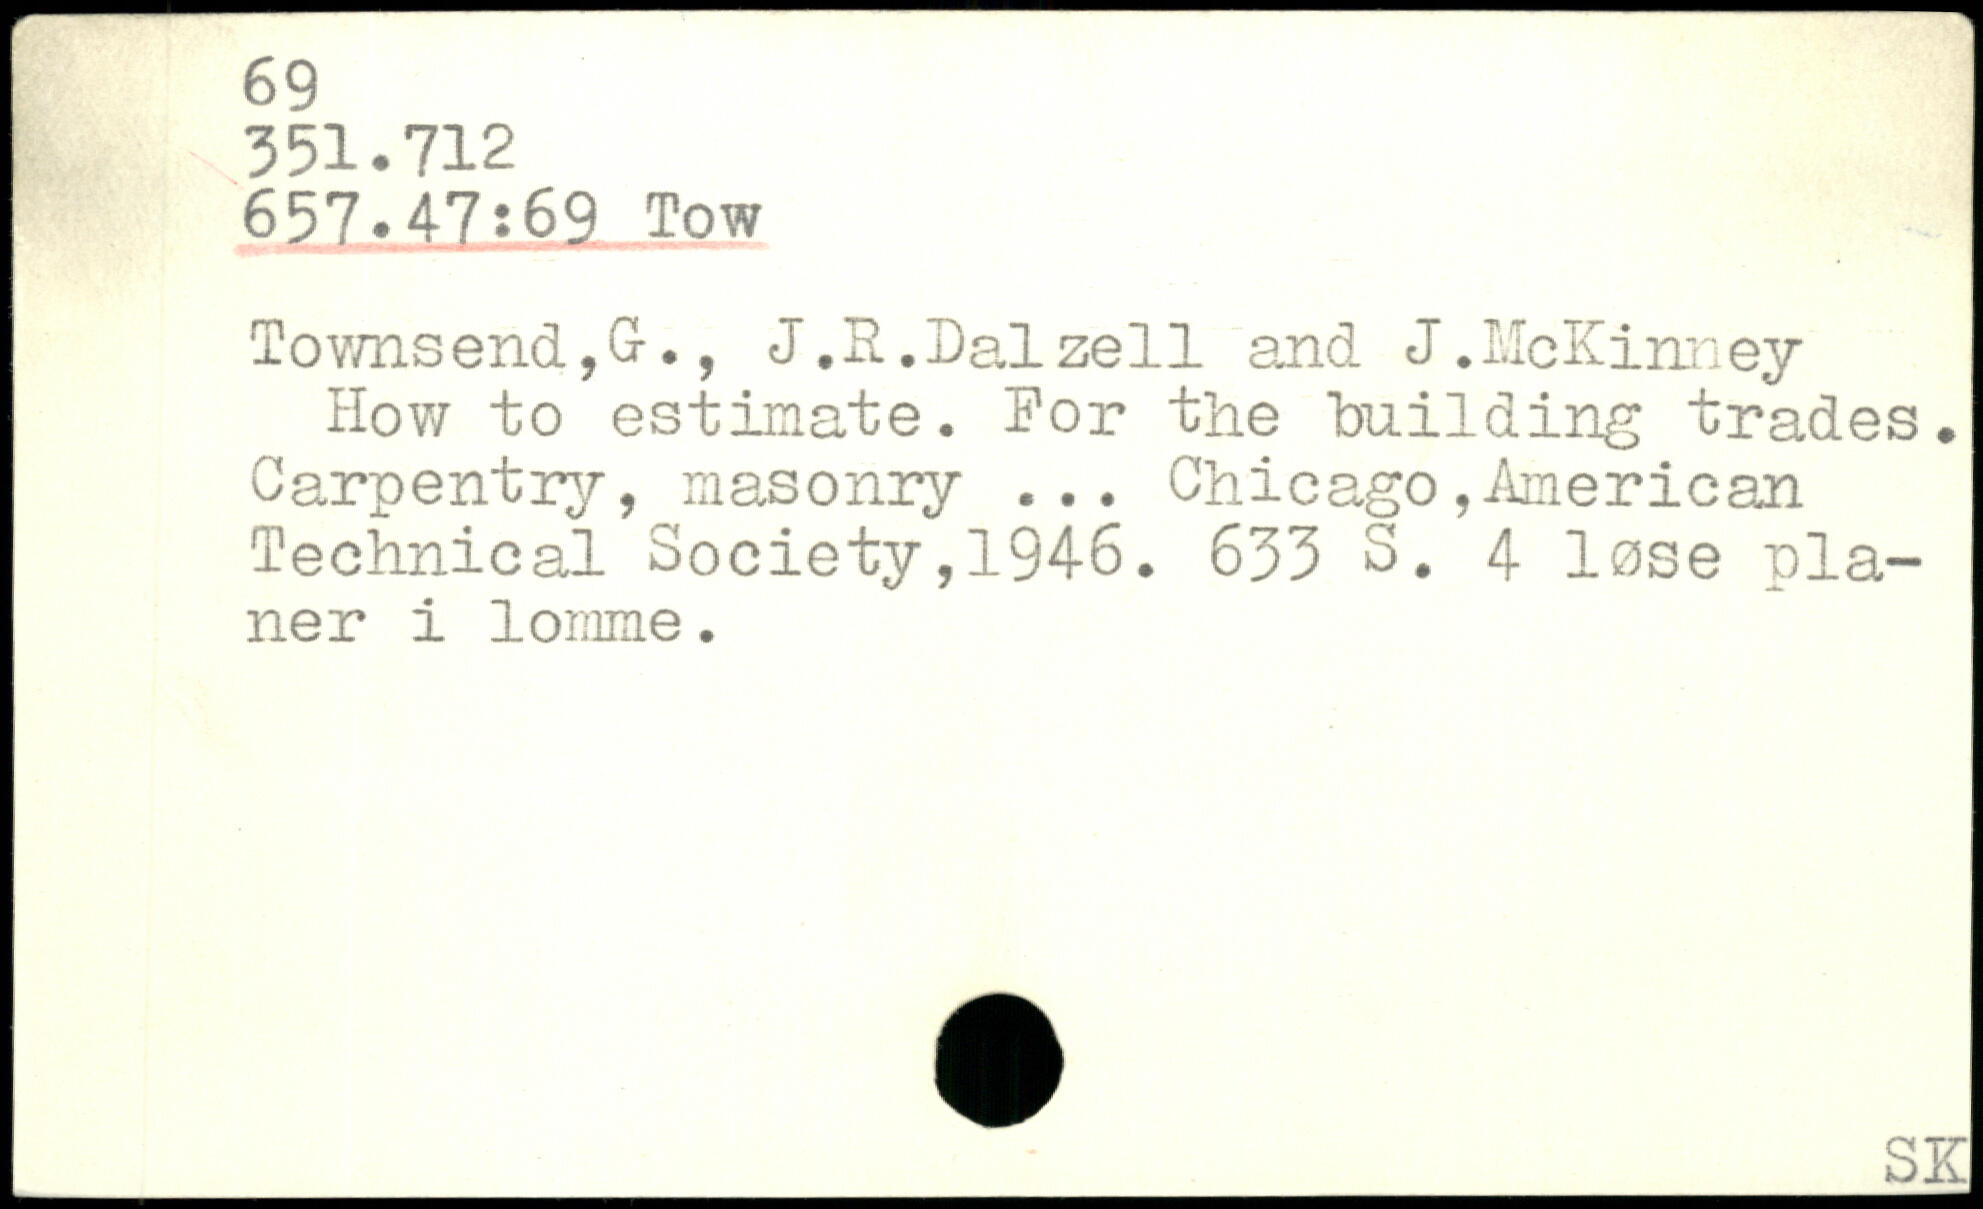 69
351.712
657.47:69 Tow
Townsend,G., J.R.Dalzell and J.McKinney
How to estimate. For the building trades.
Carpentry, masonry ... Chicago,American
Technical Society,1946. 633 S. 4 løse pla-
ner i lomme.
SK